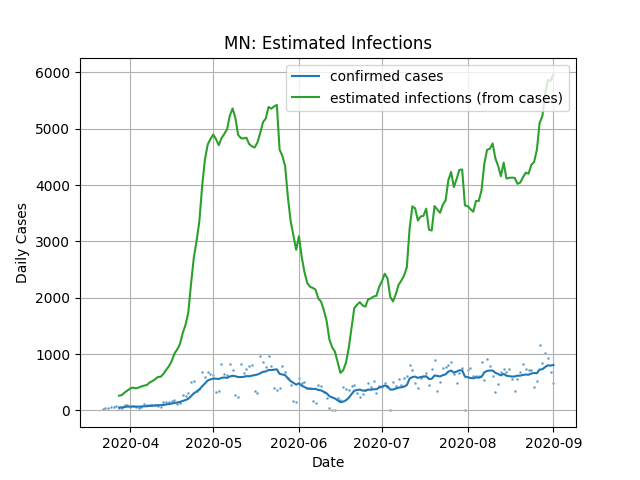 MN: Estimated Infections
confirmed cases
estimated infections (from cases)
6000
5000
4000
3000
2000
1000
0
Daily Cases
2020-04
2020-05
2020-06
2020-07
2020-08
2020-09
Date